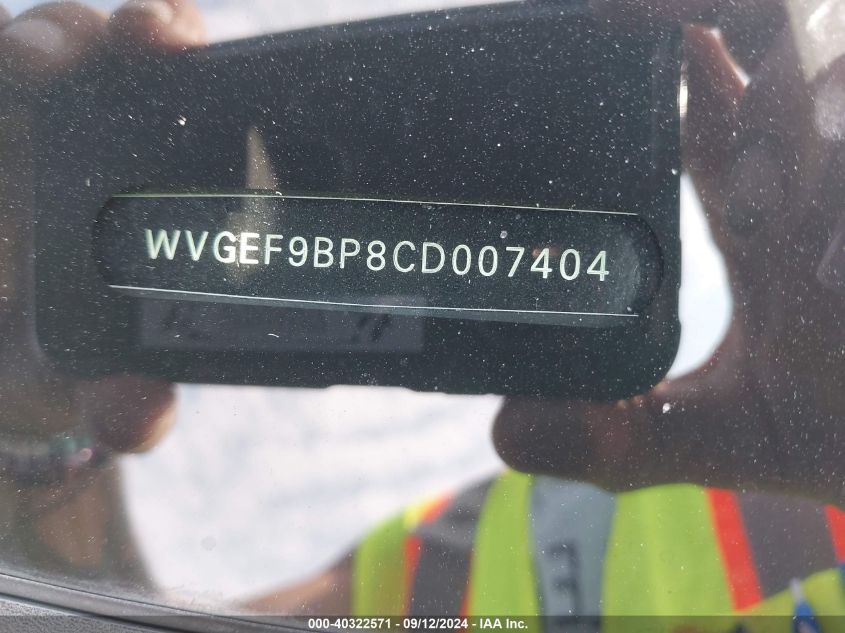 WVGEF9BP8CD007404
000-40322571 - 09/12/2024 - IAA Inc.